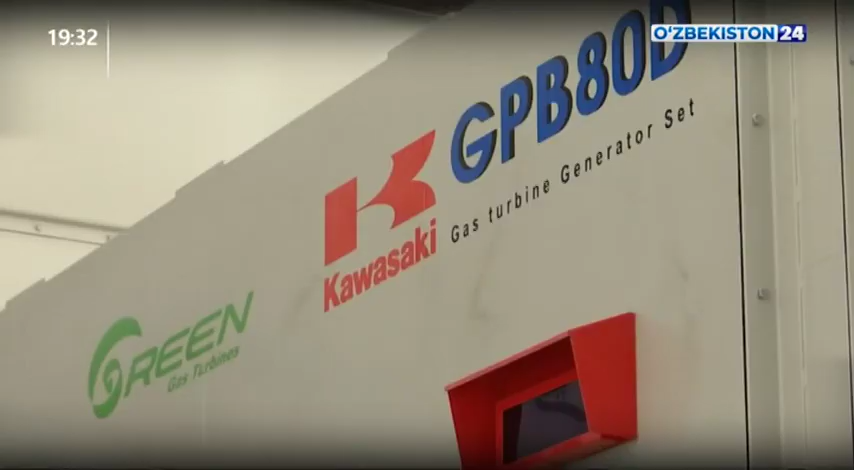 19:32
O‘ZBEKISTON 24
GPB80D
Gas turbine Generator Set
Kawasaki
GREEN
Gas Turbines